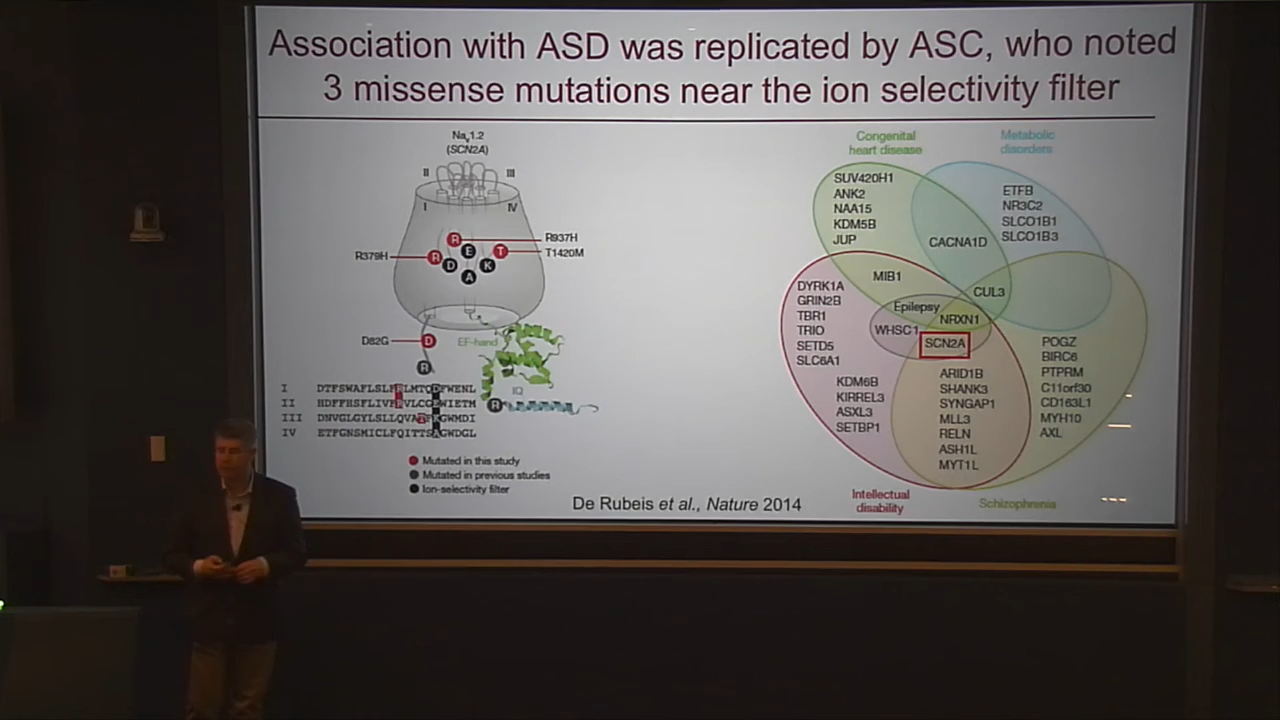 Association with ASD was replicated by ASC, who noted
3 missense mutations near the ion selectivity filter
Nav1.2
(SCN2A)
II
III
I
IV
R
R937H
E
T
T1420M
R379H
R
D
K
A
D82G
D
EF-hand
R
IQ
R
I
II
III
IV
Mutated in this study
Mutated in previous studies
Ion-selectivity filter
De Rubeis et al., Nature 2014
Congenital
heart disease
Metabolic
disorders
SUV420H1
ANK2
NAA15
KDM5B
JUP
ETFB
NR3C2
SLCO1B1
SLCO1B3
CACNA1D
MIB1
CUL3
DYRK1A
GRIN2B
TBR1
TRIO
SETD5
SLC6A1
Epilepsy
NRXN1
WHSC1
SCN2A
KDM6B
KIRREL3
ASXL3
SETBP1
ARID1B
SHANK3
SYNGAP1
MLL3
RELN
ASH1L
MYT1L
POGZ
BIRC6
PTPRM
C11orf30
CD163L1
MYH10
AXL
Intellectual
disability
Schizophrenia